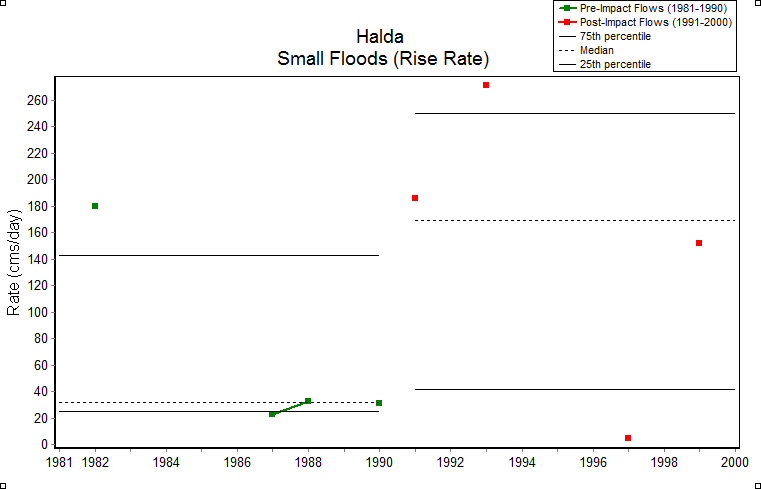 Pre-Impact Flows (1981-1990)
Post-Impact Flows (1991-2000)
75th percentile
Median
25th percentile
Halda
Small Floods (Rise Rate)
Rate (cms/day)
260
240
220
200
180
160
140
120
100
80
60
40
20
0
1981 1982 1984 1986 1988 1990 1992 1994 1996 1998 2000